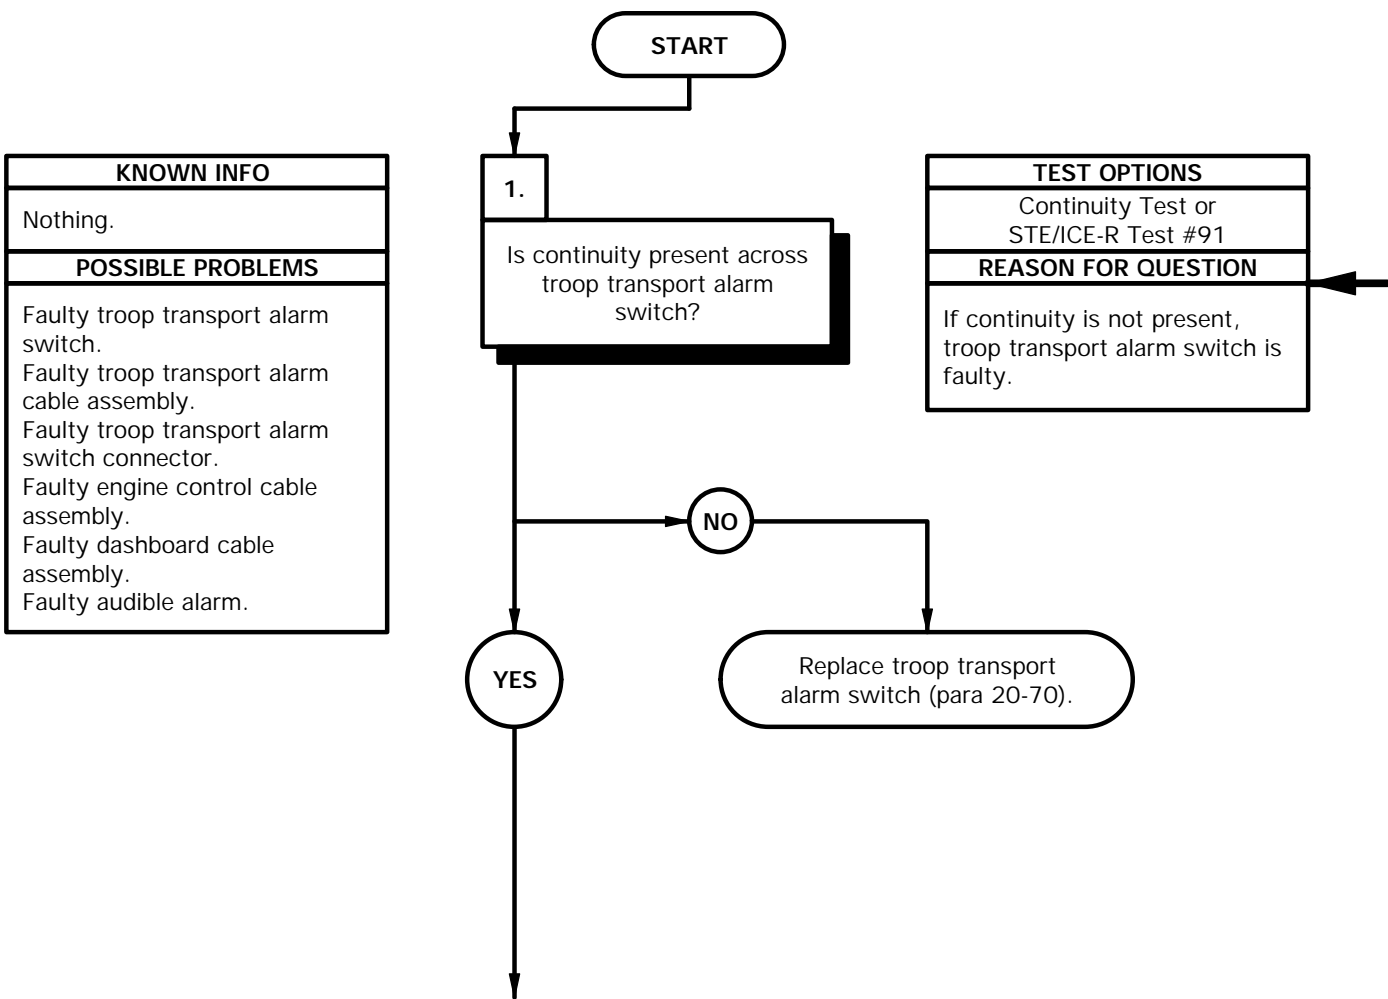 START
KNOWN INFO
Nothing.
POSSIBLE PROBLEMS
Faulty troop transport alarm
switch.
Faulty troop transport alarm
cable assembly.
Faulty troop transport alarm
switch connector.
Faulty engine control cable
assembly.
Faulty dashboard cable
assembly.
Faulty audible alarm.
1.
Is continuity present across
troop transport alarm
switch?
TEST OPTIONS
Continuity Test or
STE/ICE-R Test #91
REASON FOR QUESTION
If continuity is not present,
troop transport alarm switch is
faulty.
NO
YES
Replace troop transport
alarm switch (para 20-70).